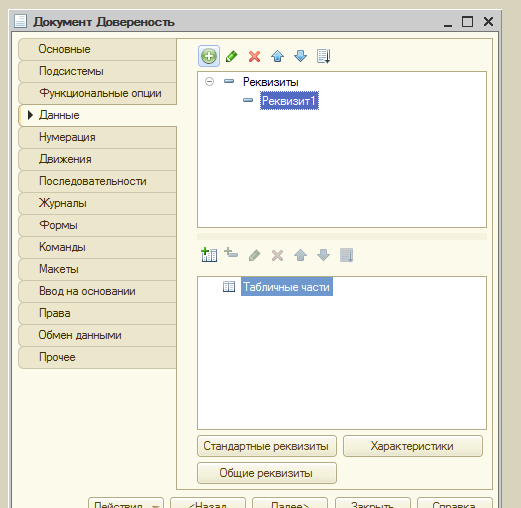 Документ Довереность
Основные
Подсистемы
Функциональные опции
Данные
Нумерация
Движения
Последовательности
Журналы
Формы
Команды
Макеты
Ввод на основании
Права
Обмен данными
Прочее
Реквизиты
Реквизит1
Табличные части
Стандартные реквизиты
Характеристики
Общие реквизиты
Действия
<Назад
Далее>
Закрыть
Справка